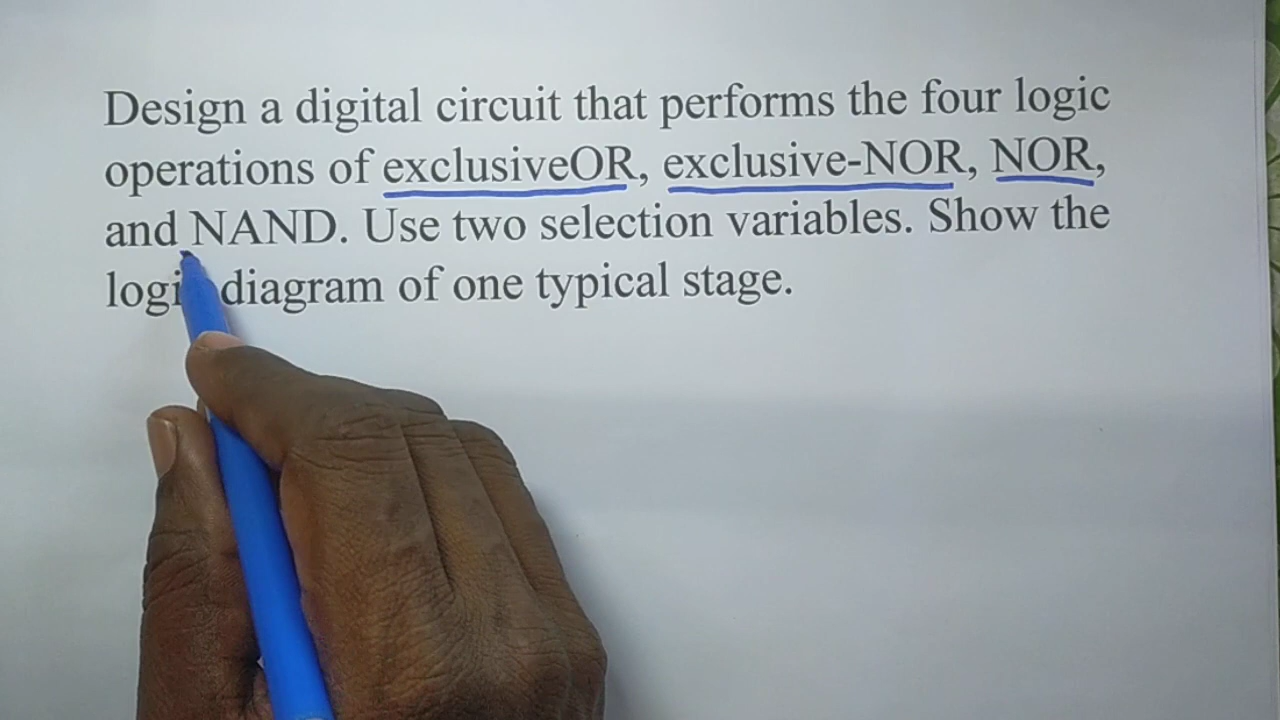 Design a digital circuit that performs the four logic
operations of exclusiveOR, exclusive-NOR, NOR,
and NAND. Use two selection variables. Show the
diagram of one typical stage.